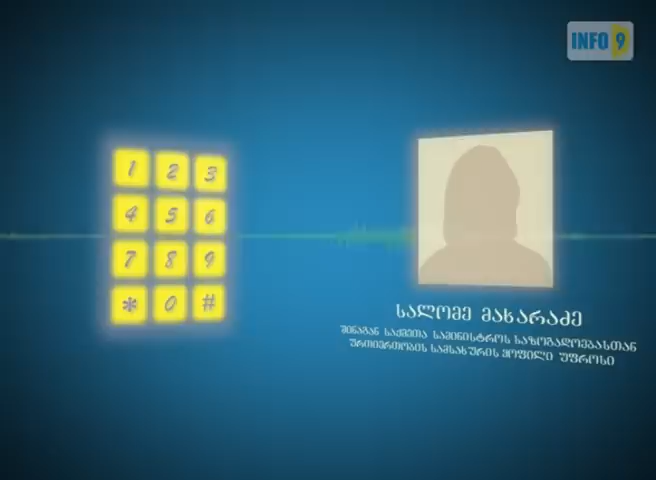 INFO 9
1 2 3
4 5 6
7 8 9
* 0 #
სალომე მახარაძე
შინაგან საქმეთა სამინისტროს საზოგადოებასთან
ურთიერთობის სამსახურის ყოფილი უფროსი